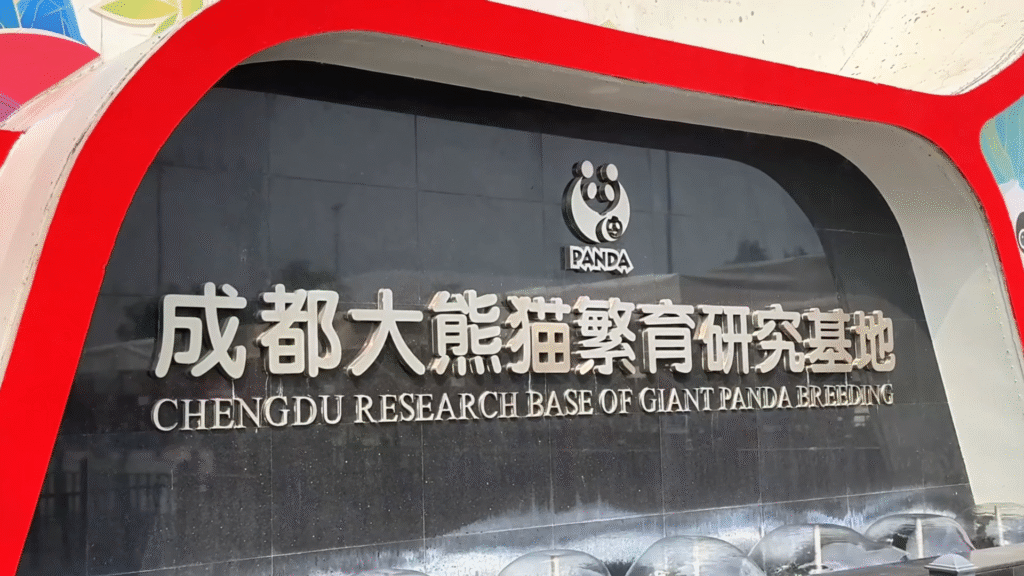 PANDA
成都大熊猫繁育研究基地
CHENGDU RESEARCH BASE OF GIANT PANDA BREEDING